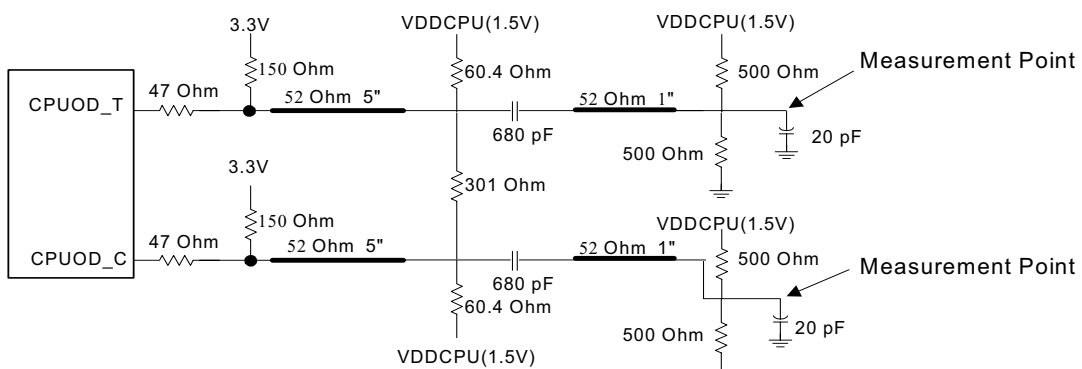 3.3V
VDDCPU(1.5V)
VDDCPU(1.5V)
Measurement Point
150 Ohm
60.4 Ohm
500 Ohm
47 Ohm
CPUOD_T
52 Ohm 5"
52 Ohm 1"
680 pF
20 pF
500 Ohm
3.3V
301 Ohm
150 Ohm
VDDCPU(1.5V)
47 Ohm
CPUOD_C
52 Ohm 5"
52 Ohm 1"
500 Ohm
Measurement Point
680 pF
60.4 Ohm
20 pF
500 Ohm
VDDCPU(1.5V)